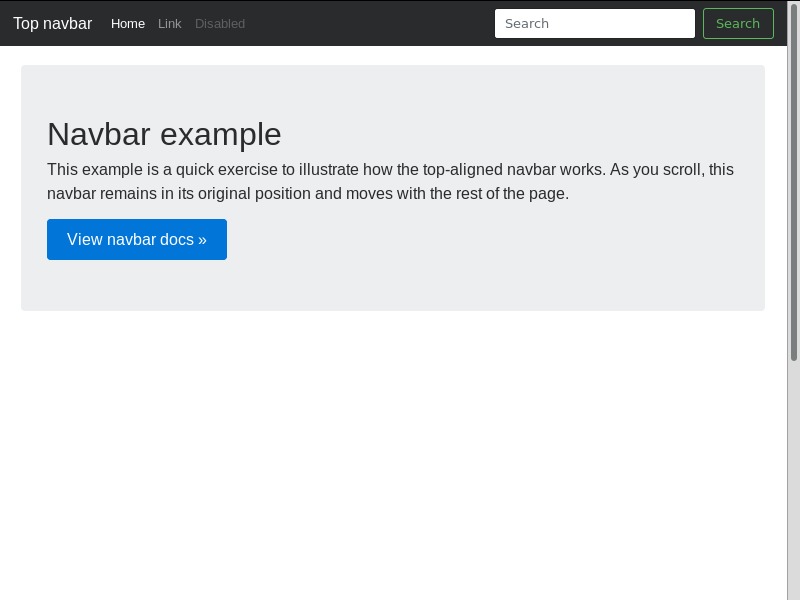 Top navbar Home Link Disabled Search Search
Navbar example
This example is a quick exercise to illustrate how the top-aligned navbar works. As you scroll, this
navbar remains in its original position and moves with the rest of the page.
View navbar docs »